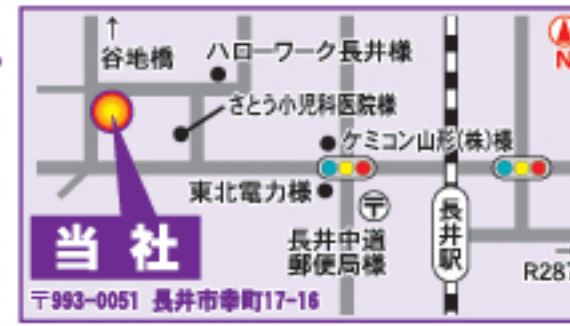 ↑
谷地橋
ハローワーク長井様
N
さとう小児科医院様
ケミコン山形(株)様
東北電力様
〒
長井中道
郵便局様
長井駅
R287
当社
〒993-0051 長井市幸町17-16